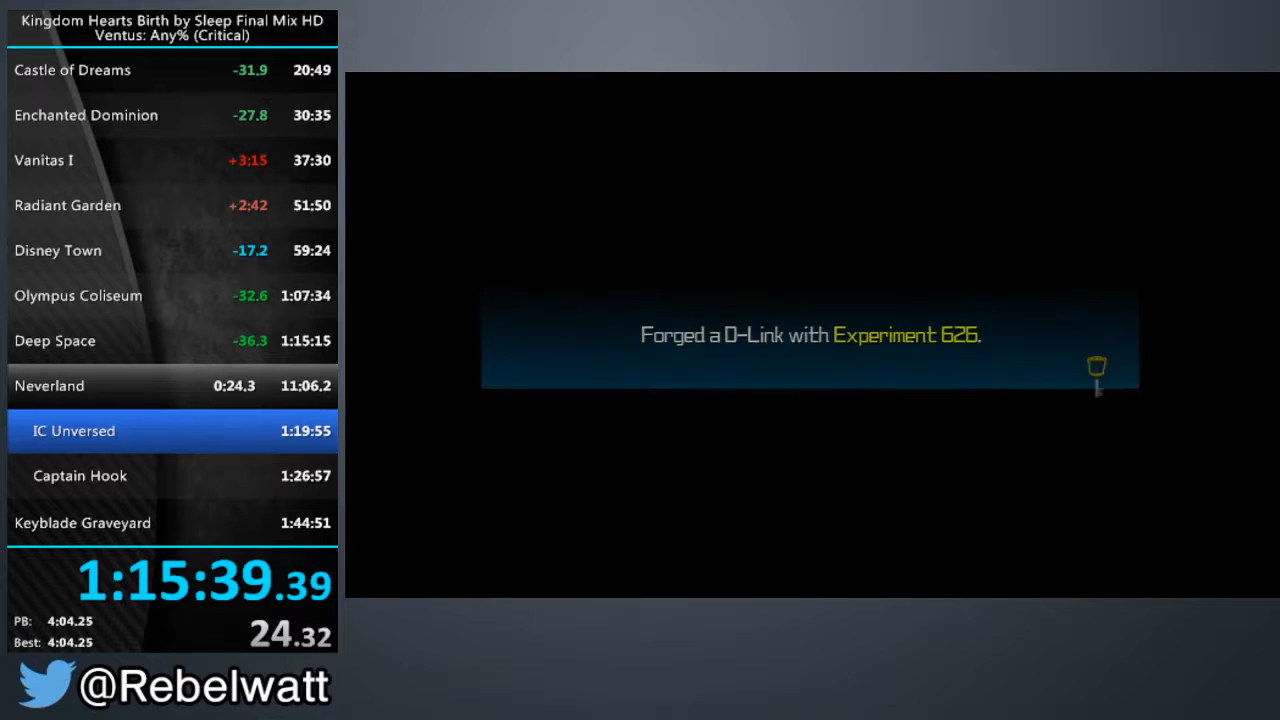 Kingdom Hearts Birth by Sleep Final Mix HD
Ventus: Any% (Critical)
Castle of Dreams -31.9 20:49
Enchanted Dominion -27.8 30:35
Vanitas I +3:15 37:30
Radiant Garden +2:42 51:50
Disney Town -17.2 59:24
Olympus Coliseum -32.6 1:07:34
Deep Space -36.3 1:15:15
Neverland 0:24.3 11:06.2
IC Unversed 1:19:55
Captain Hook 1:26:57
Keyblade Graveyard 1:44:51
1:15:39.39
PB: 4:04.25
Best: 4:04.25
24.32
@Rebelwatt
Forged a D-Link with Experiment 626.